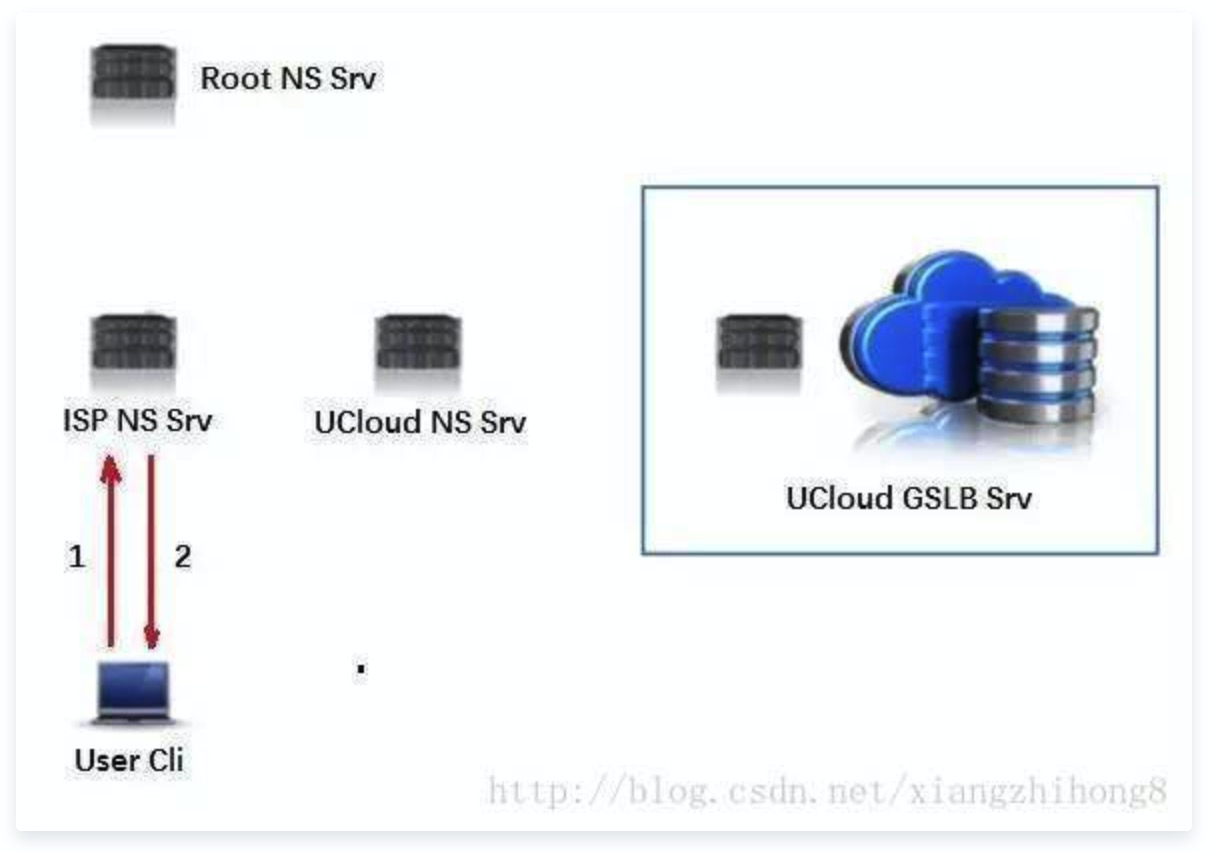 Root NS Srv
ISP NS Srv
UCloud NS Srv
UCloud GSLB Srv
1
2
User Cli
http://blog.csdn.net/xiangzhihong8